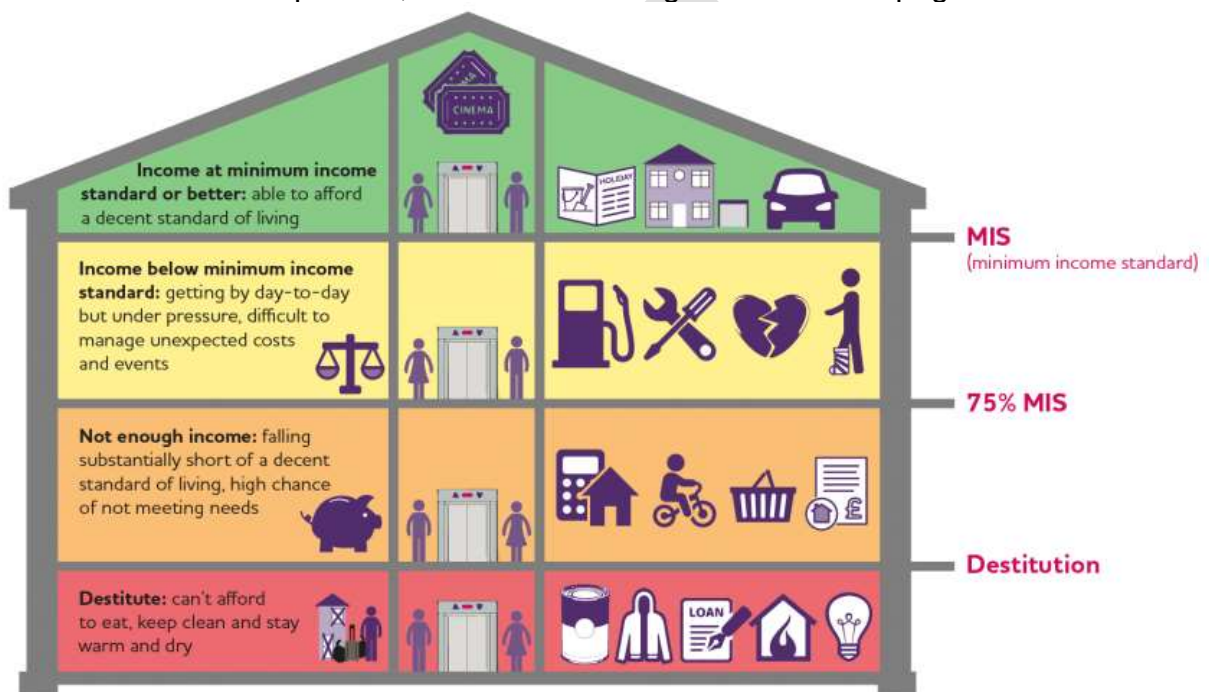 CINEMA
Income at minimum income
standard or better: able to afford
a decent standard of living
HOLIDAY
MIS
(minimum income standard)
Income below minimum income
standard: getting by day-to-day
but under pressure, difficult to
manage unexpected costs
and events
75% MIS
Not enough income: falling
substantially short of a decent
standard of living, high chance
of not meeting needs
£
Destitution
Destitute: can't afford
to eat, keep clean and stay
warm and dry
LOAN